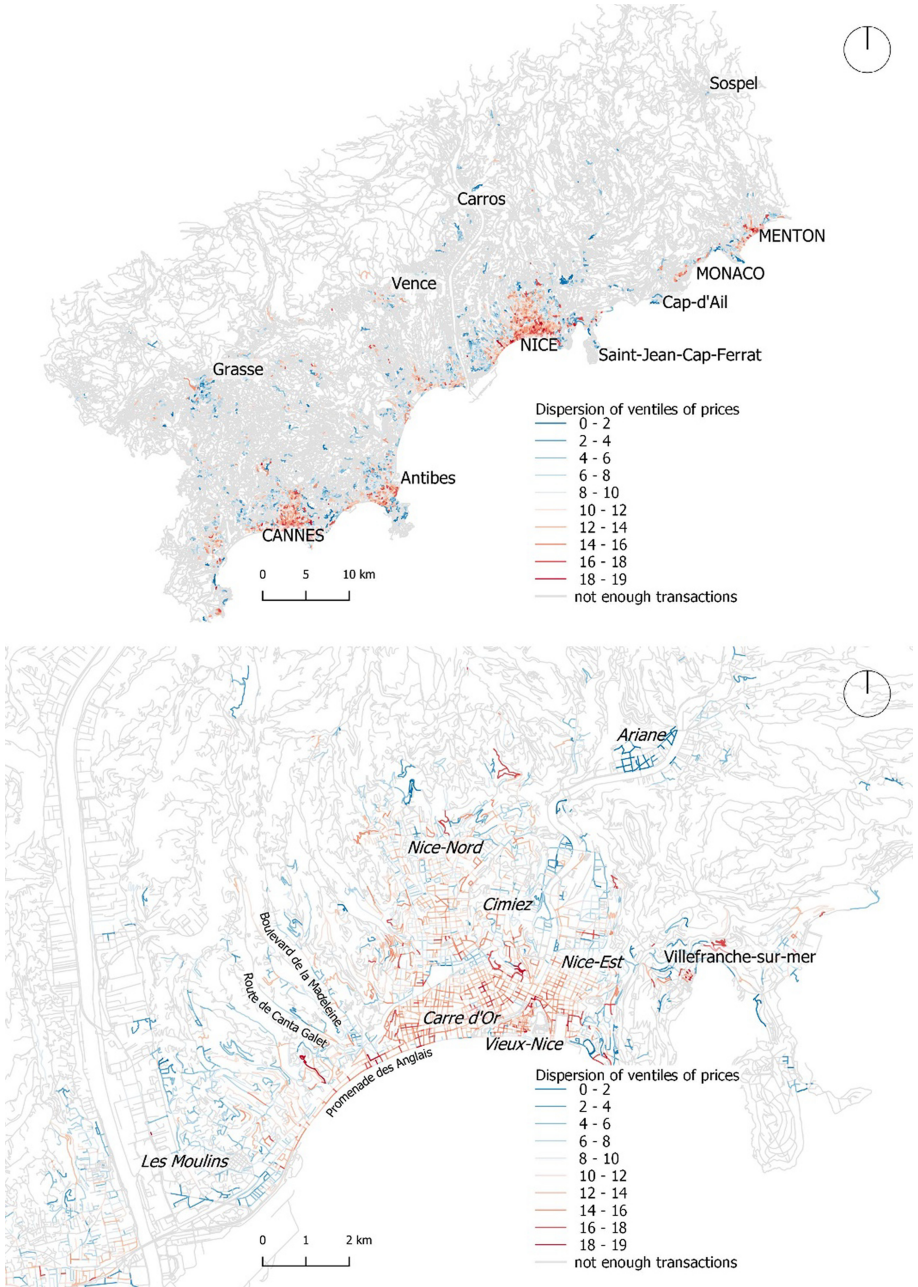 Sospel
Carros
MENTON
MONACO
Vence
Cap-d'Ail
NICE
Saint-Jean-Cap-Ferrat
Grasse
Dispersion of ventiles of prices
0 - 2
2 - 4
4 - 6
6 - 8
8 - 10
10 - 12
12 - 14
14 - 16
16 - 18
18 - 19
not enough transactions
Antibes
CANNES
0 5 10 km
Ariane
Nice-Nord
Cimiez
Boulevard de la Madeleine
Nice-Est
Villefranche-sur-mer
Route de Canta Galet
Carre d'Or
Vieux-Nice
Promenade des Anglais
Les Moulins
Dispersion of ventiles of prices
0 - 2
2 - 4
4 - 6
6 - 8
8 - 10
10 - 12
12 - 14
14 - 16
16 - 18
18 - 19
not enough transactions
0 1 2 km